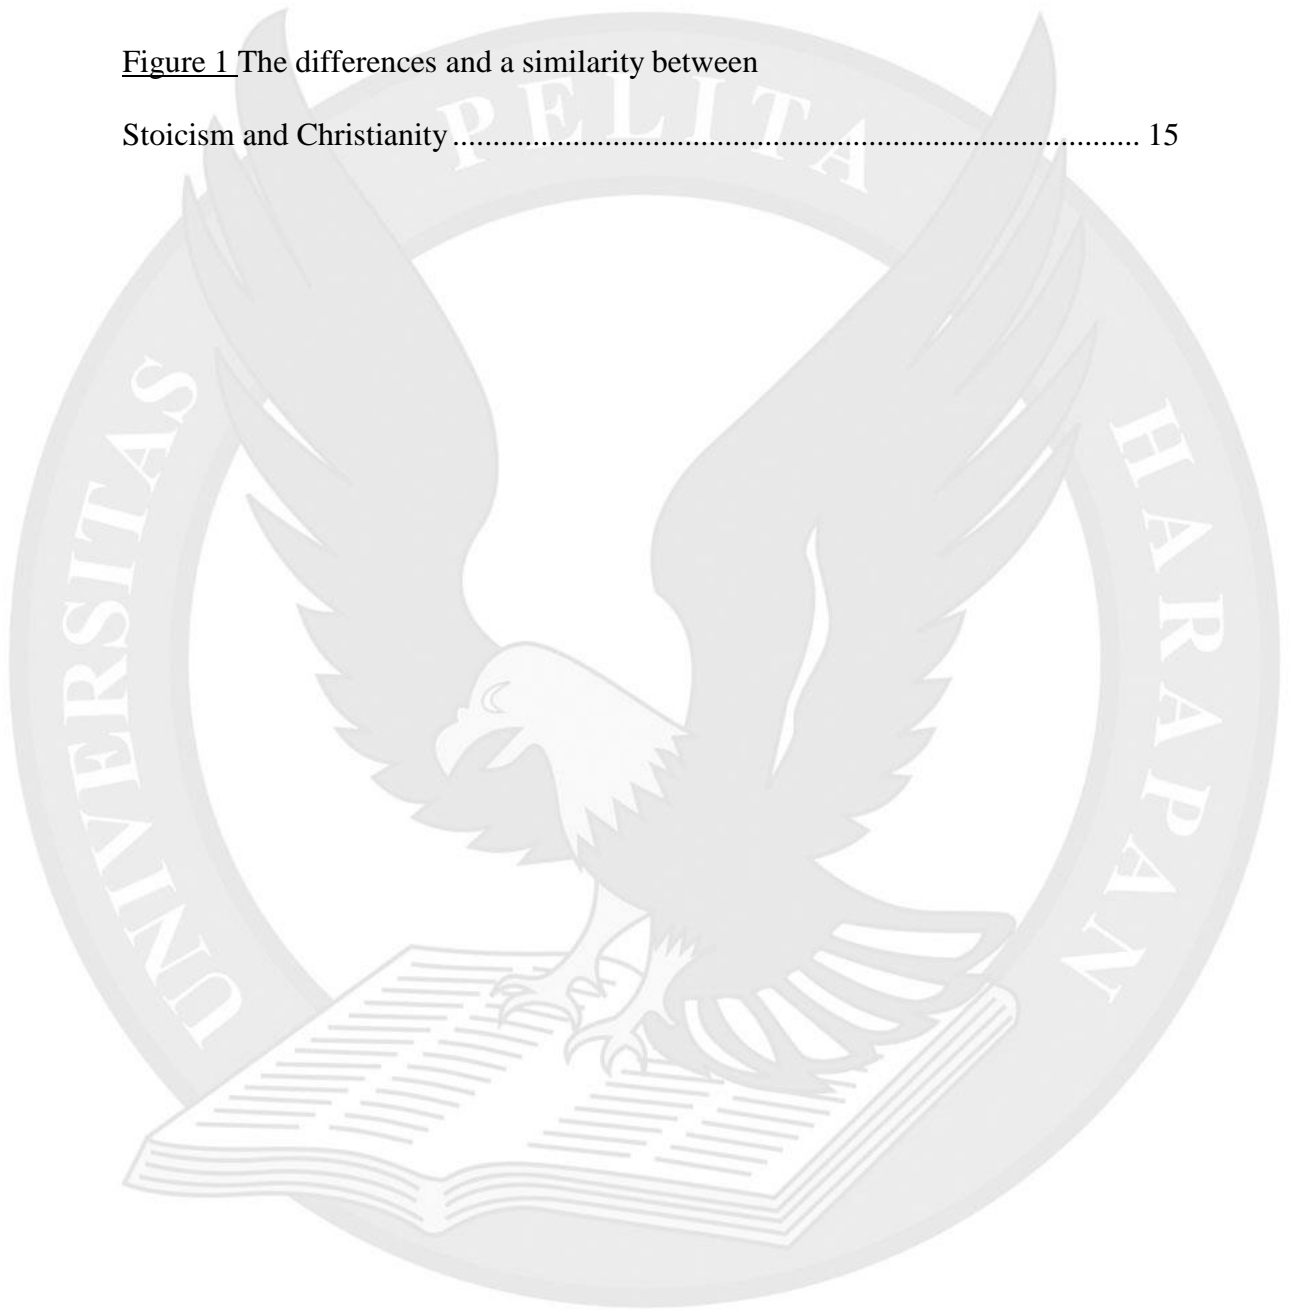 Figure 1 The differences and a similarity between
Stoicism and Christianity ..................................................................................... 15
UNIVERSITAS PELITA HARAPAN